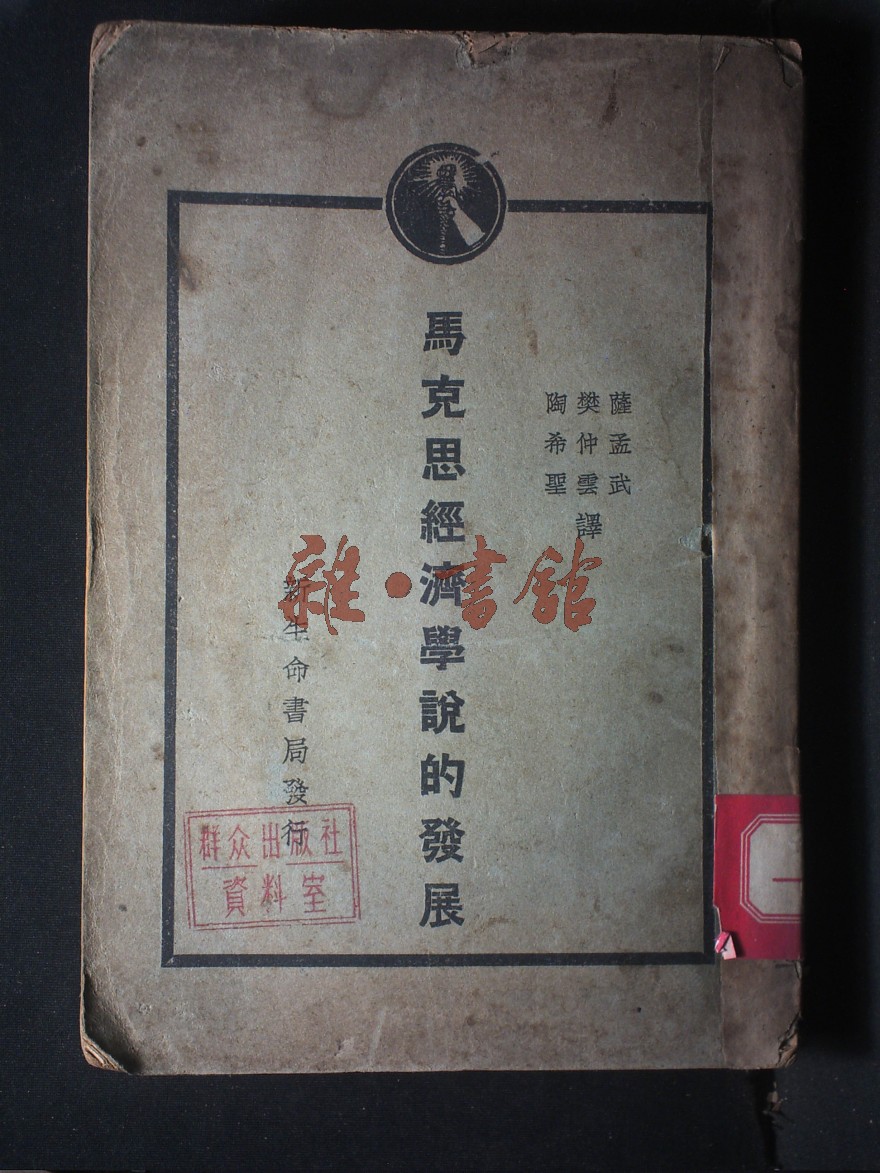 薩孟武
樊仲雲譯
陶希聖
馬克思經濟學說的發展
新生命書局發行
雜·書館
群众出版社
資料室
一